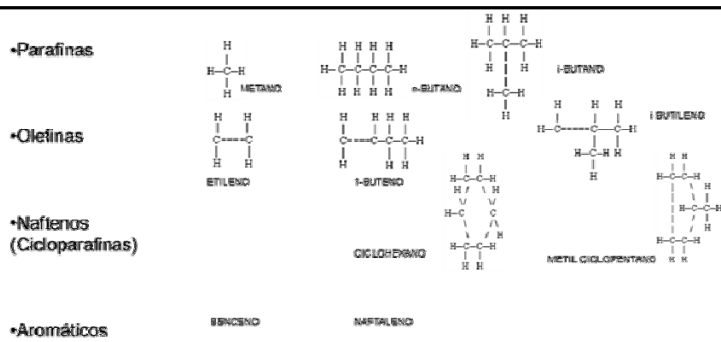 •Parafinas
METANO
n-BUTANO
i-BUTANO
•Olefinas
ETILENO
1-BUTENO
i BUTILENO
•Naftenos
(Cicloparafinas)
CICLOHEXANO
METIL CICLOPENTANO
•Aromáticos
BENCENO
NAFTALENO